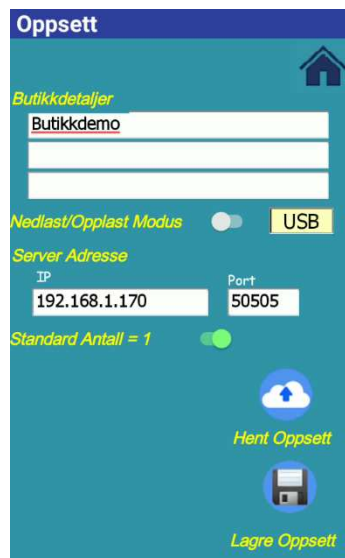 Oppsett
Butikkdetaljer
Butikkdemo
Nedlast/Opplast Modus USB
Server Adresse
IP Port
192.168.1.170 50505
Standard Antall = 1
Hent Oppsett
Lagre Oppsett